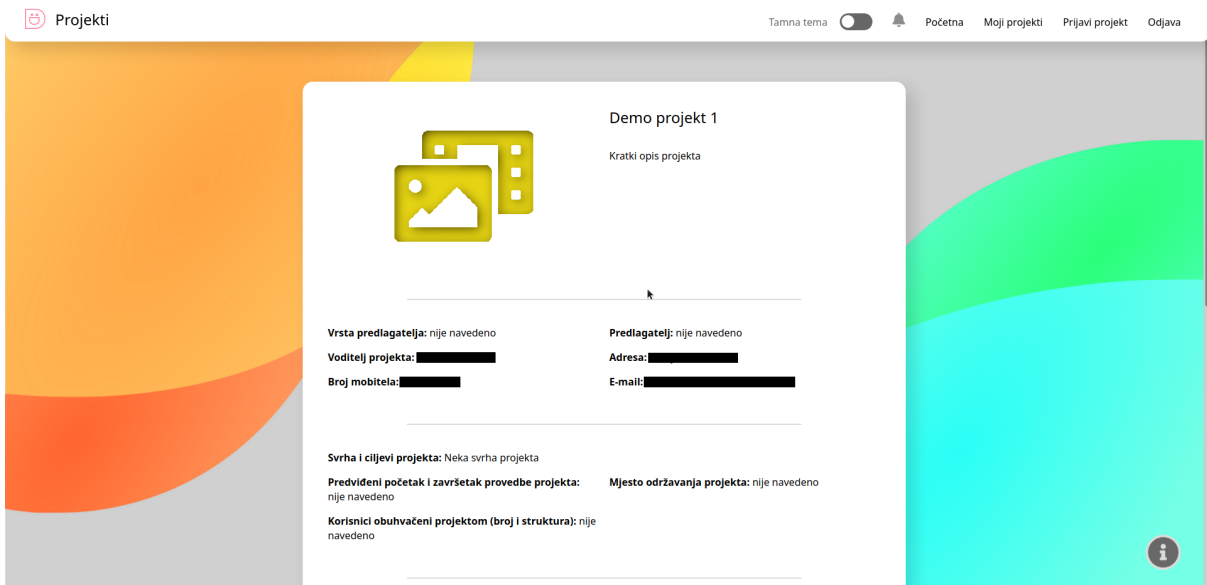 Projekti
Tamna tema
Početna
Moji projekti
Prijavi projekt
Odjava
Demo projekt 1
Kratki opis projekta
Vrsta predlagatelja: nije navedeno
Predlagatelj: nije navedeno
Voditelj projekta:
Adresa:
Broj mobitela:
E-mail:
Svrha i ciljevi projekta: Neka svrha projekta
Predviđeni početak i završetak provedbe projekta:
nije navedeno
Mjesto održavanja projekta: nije navedeno
Korisnici obuhvaćeni projektom (broj i struktura): nije
navedeno